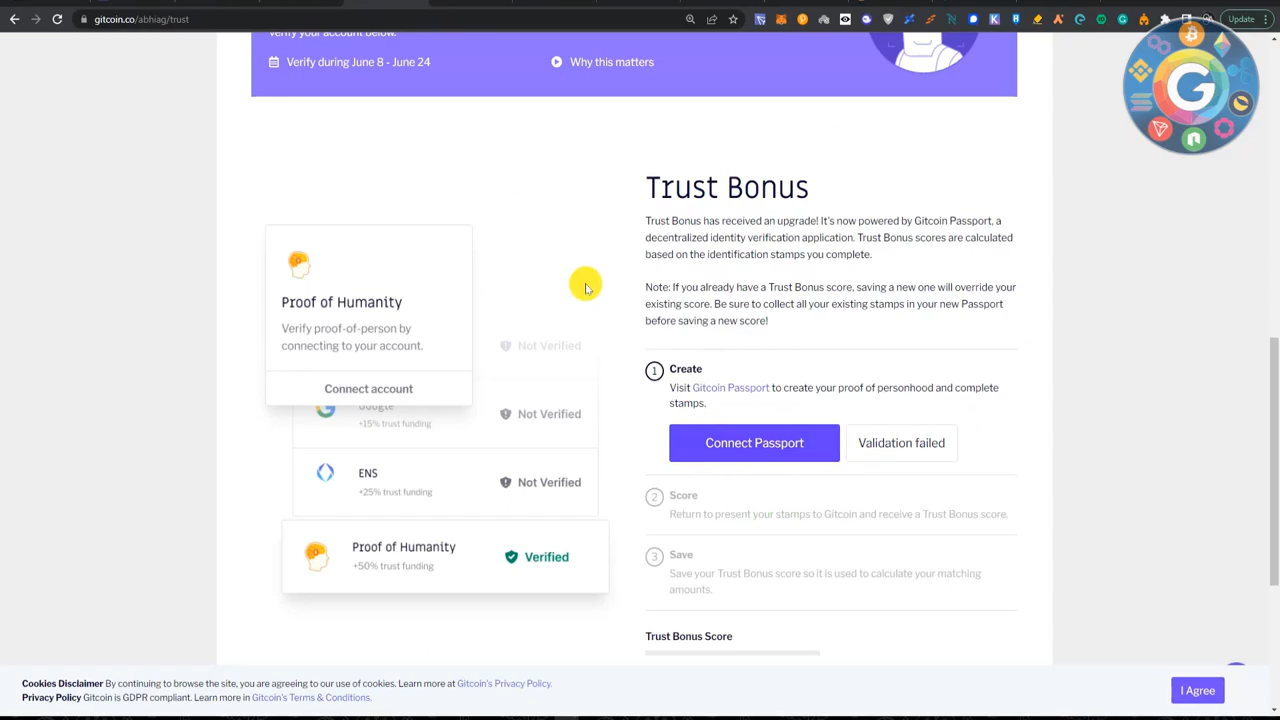 gitcoin.co/abhiag/trust
Update
verify your account below.
Verify during June 8 - June 24
Why this matters
Trust Bonus
Trust Bonus has received an upgrade! It's now powered by Gitcoin Passport, a
decentralized identity verification application. Trust Bonus scores are calculated
based on the identification stamps you complete.
Note: If you already have a Trust Bonus score, saving a new one will override your
existing score. Be sure to collect all your existing stamps in your new Passport
before saving a new score!
Proof of Humanity
Verify proof-of-person by
connecting to your account.
Connect account
Not Verified
Google
+15% trust funding
Not Verified
ENS
+25% trust funding
Not Verified
Proof of Humanity
+50% trust funding
Verified
1 Create
Visit Gitcoin Passport to create your proof of personhood and complete
stamps.
Connect Passport
Validation failed
2 Score
Return to present your stamps to Gitcoin and receive a Trust Bonus score.
3 Save
Save your Trust Bonus score so it is used to calculate your matching
amounts.
Trust Bonus Score
Cookies Disclaimer By continuing to browse the site, you are agreeing to our use of cookies. Learn more at Gitcoin's Privacy Policy.
Privacy Policy Gitcoin is GDPR compliant. Learn more in Gitcoin's Terms & Conditions.
I Agree